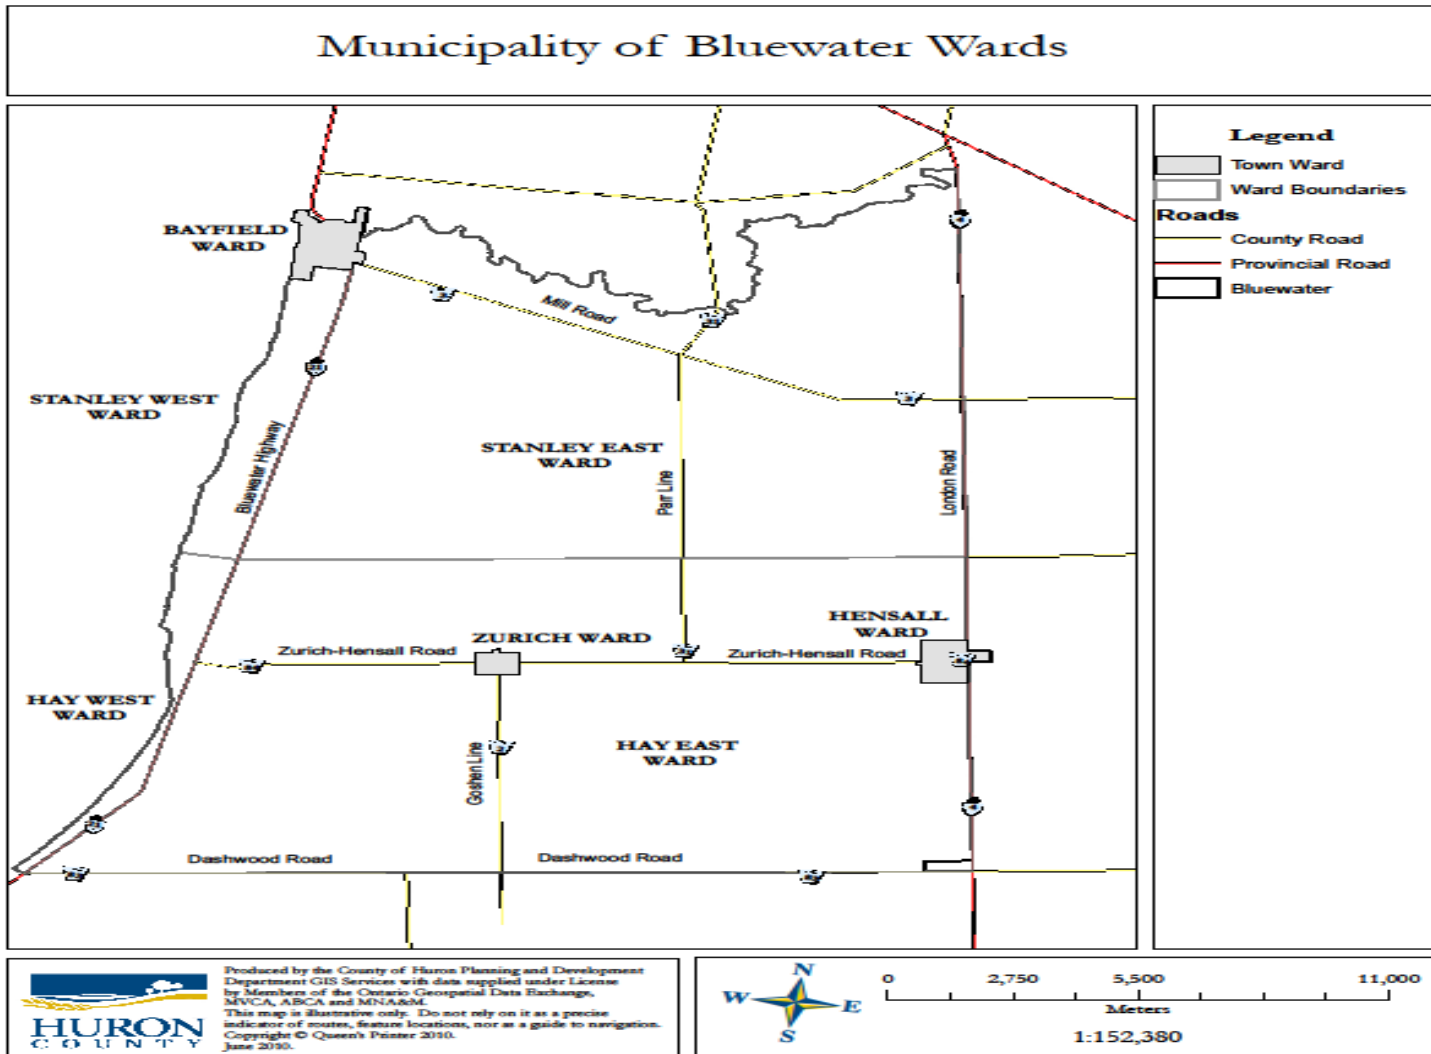 Municipality of Bluewater Wards
Legend
Town Ward
Ward Boundaries
Roads
County Road
Provincial Road
Bluewater
BAYFIELD
WARD
Mill Road
STANLEY WEST
WARD
Bluewater Highway
STANLEY EAST
WARD
Parr Line
London Road
HENSALL
WARD
ZURICH WARD
Zurich-Hensall Road
Zurich-Hensall Road
HAY WEST
WARD
HAY EAST
WARD
Goshen Line
Dashwood Road
Dashwood Road
HURON
COUNTY
Produced by the County of Huron Planning and Development
Department GIS Services with data supplied under License
by Members of the Ontario Geospatial Data Exchange,
MVCA, ABCA and MNA&M.
This map is illustrative only. Do not rely on it as a precise
indicator of routes, feature locations, nor as a guide to navigation.
Copyright © Queen's Printer 2010.
June 2010.
N
W
E
S
0 2,750 5,500 11,000
Meters
1:152,380